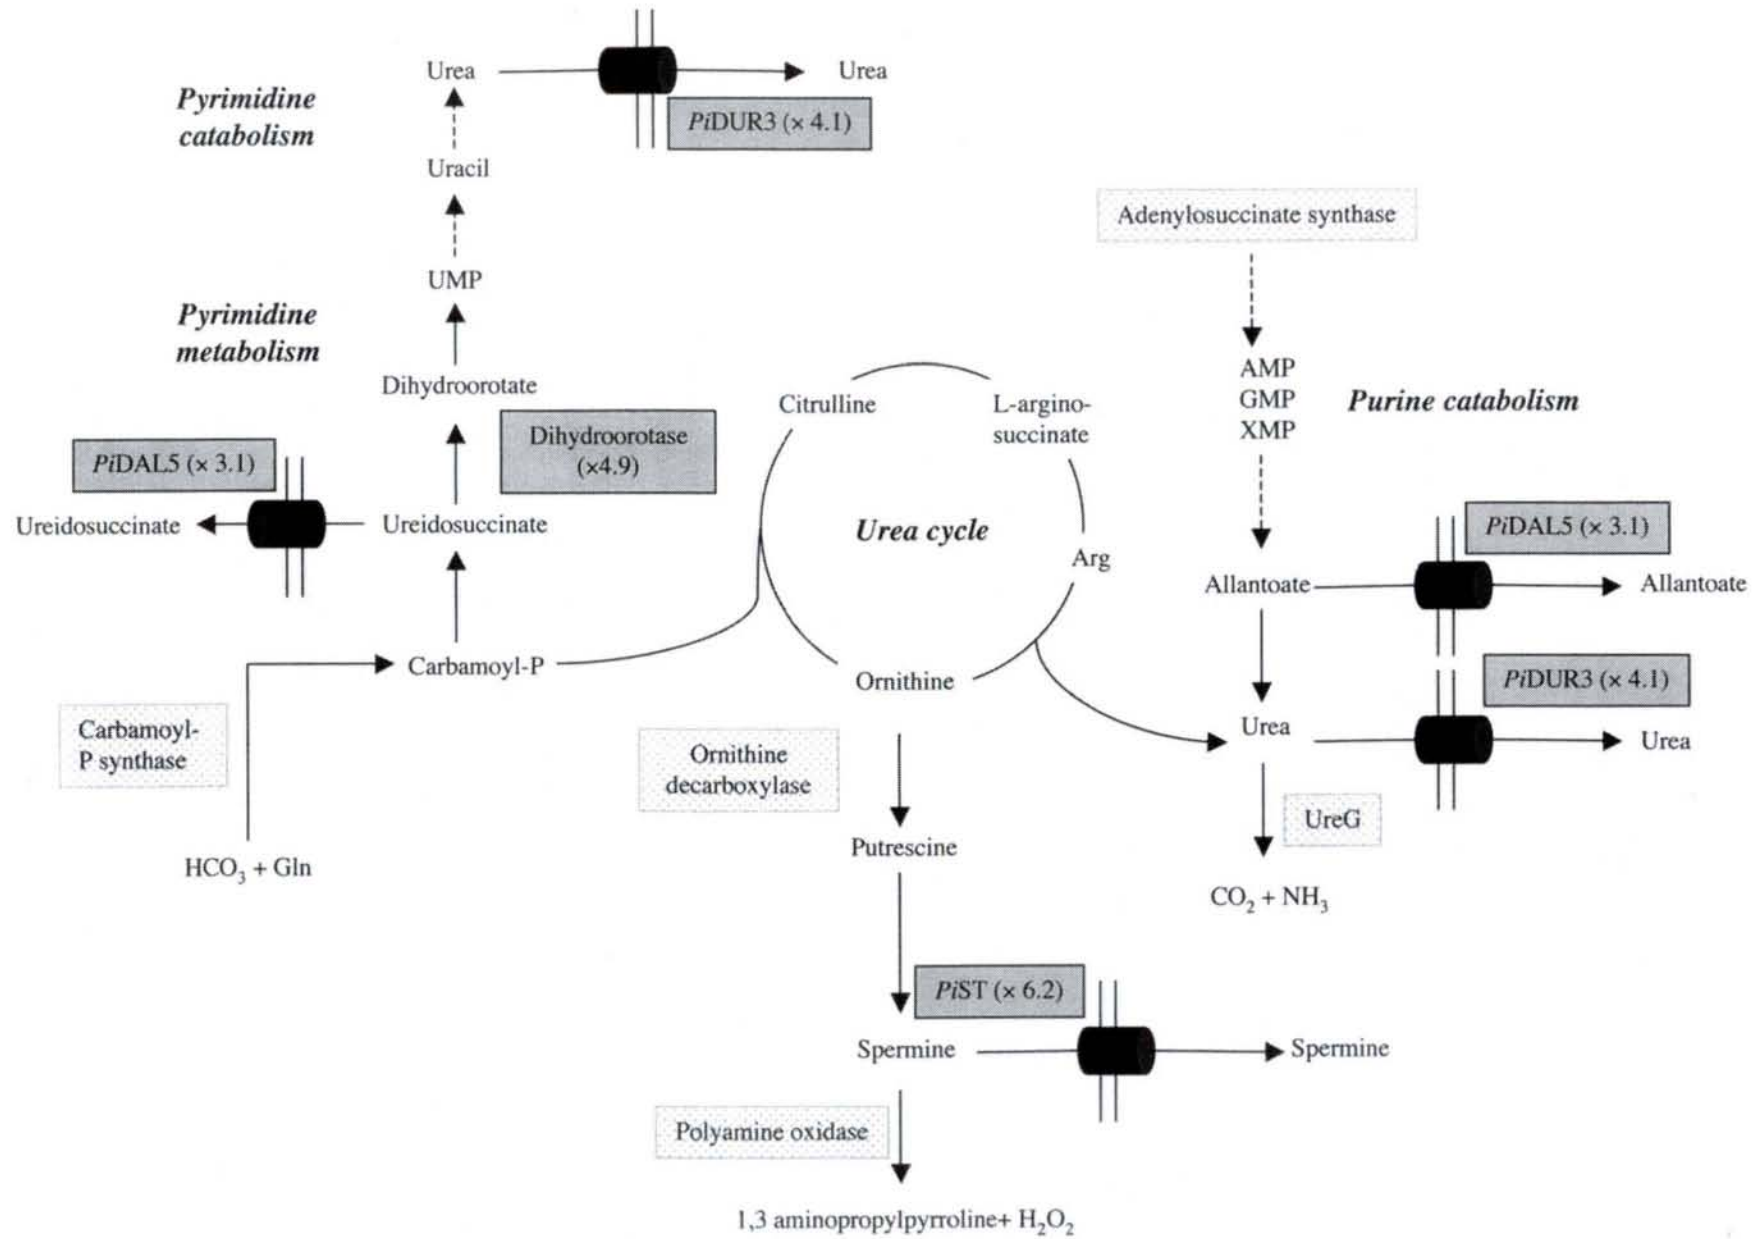 Urea
Urea
Pyrimidine
catabolism
PiDUR3 (× 4.1)
Uracil
Adenylosuccinate synthase
UMP
Pyrimidine
metabolism
Dihydroorotate
Citrulline
L-argino-
succinate
AMP
GMP
XMP
Purine catabolism
PiDAL5 (× 3.1)
Dihydroorotase
(×4.9)
Ureidosuccinate
Ureidosuccinate
Urea cycle
Arg
PiDAL5 (× 3.1)
Allantoate
Allantoate
Carbamoyl-P
Ornithine
PiDUR3 (× 4.1)
Carbamoyl-
P synthase
Ornithine
decarboxylase
Urea
Urea
UreG
HCO3 + Gln
Putrescine
CO2 + NH3
PiST (× 6.2)
Spermine
Spermine
Polyamine oxidase
1,3 aminopropylpyrroline+ H2O2